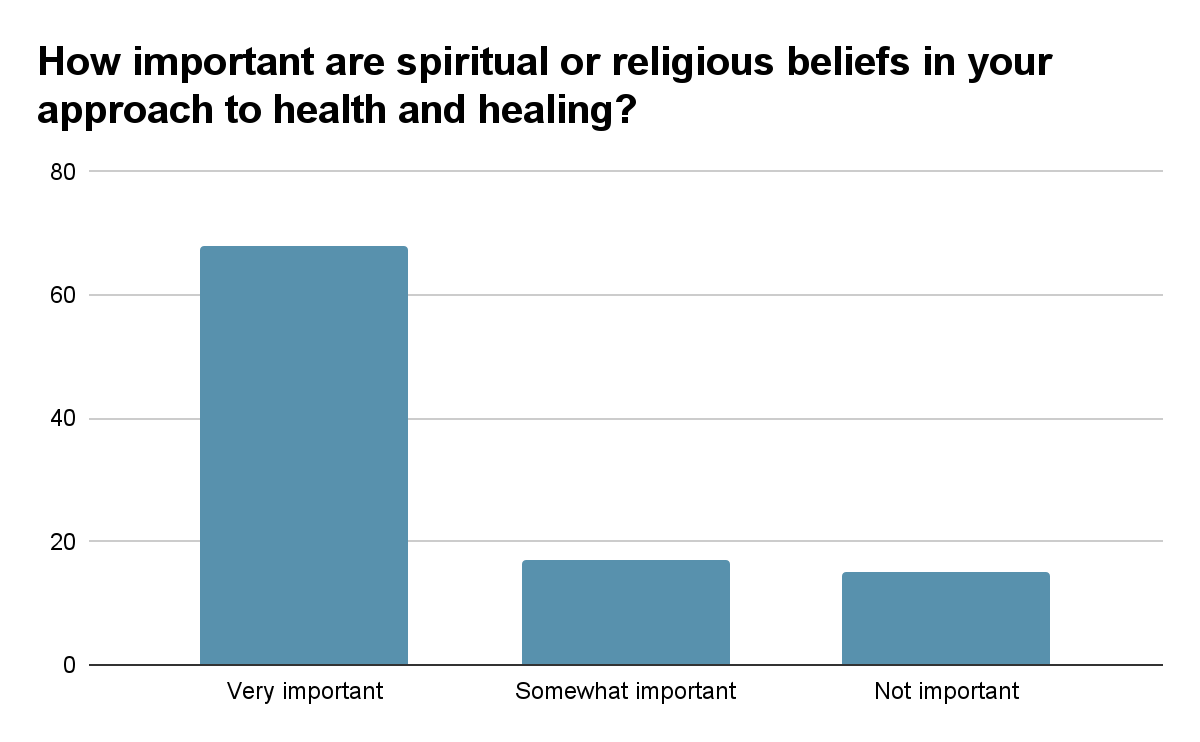 How important are spiritual or religious beliefs in your
approach to health and healing?
80
60
40
20
0
Very important
Somewhat important
Not important